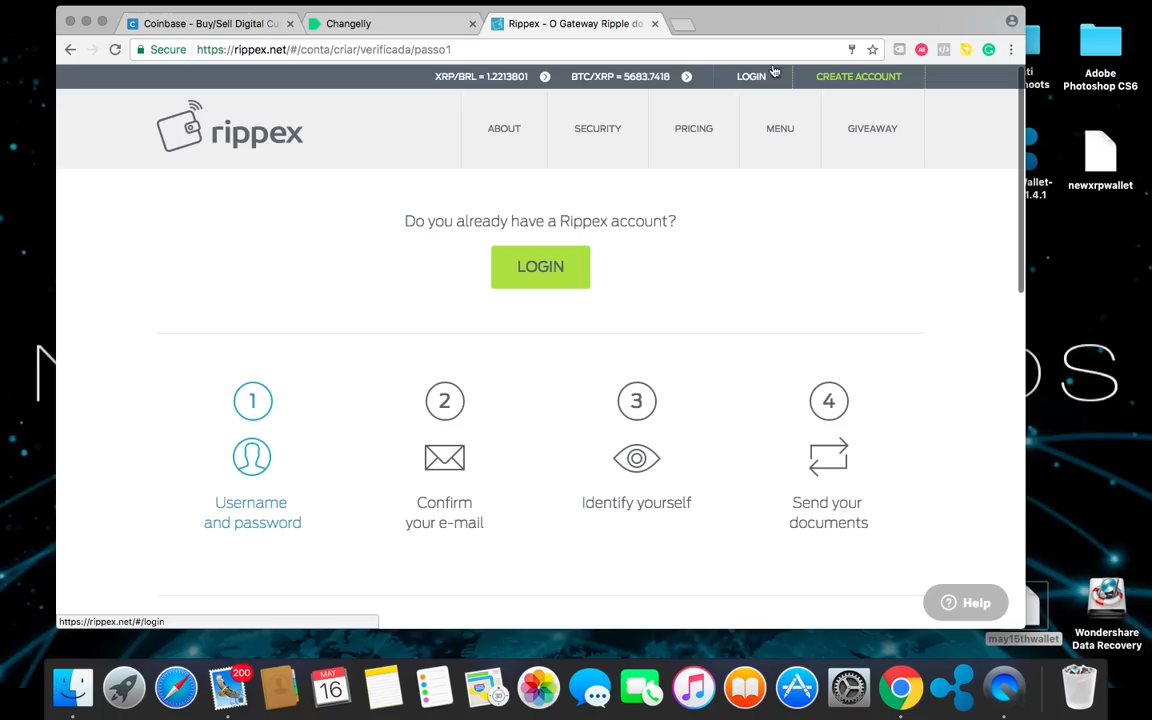 Coinbase - Buy/Sell Digital Cu
Changelly
Rippex - O Gateway Ripple do
Secure
https://rippex.net/#/conta/criar/verificada/passo1
XRP/BRL = 1.2213801
BTC/XRP = 5683.7418
LOGIN
CREATE ACCOUNT
rippex
ABOUT
SECURITY
PRICING
MENU
GIVEAWAY
Do you already have a Rippex account?
LOGIN
1
2
3
4
Username
and password
Confirm
your e-mail
Identify yourself
Send your
documents
? Help
https://rippex.net/#/login
Adobe
Photoshop CS6
newxrpwallet
may15thwallet
Wondershare
Data Recovery
200
MAY
16